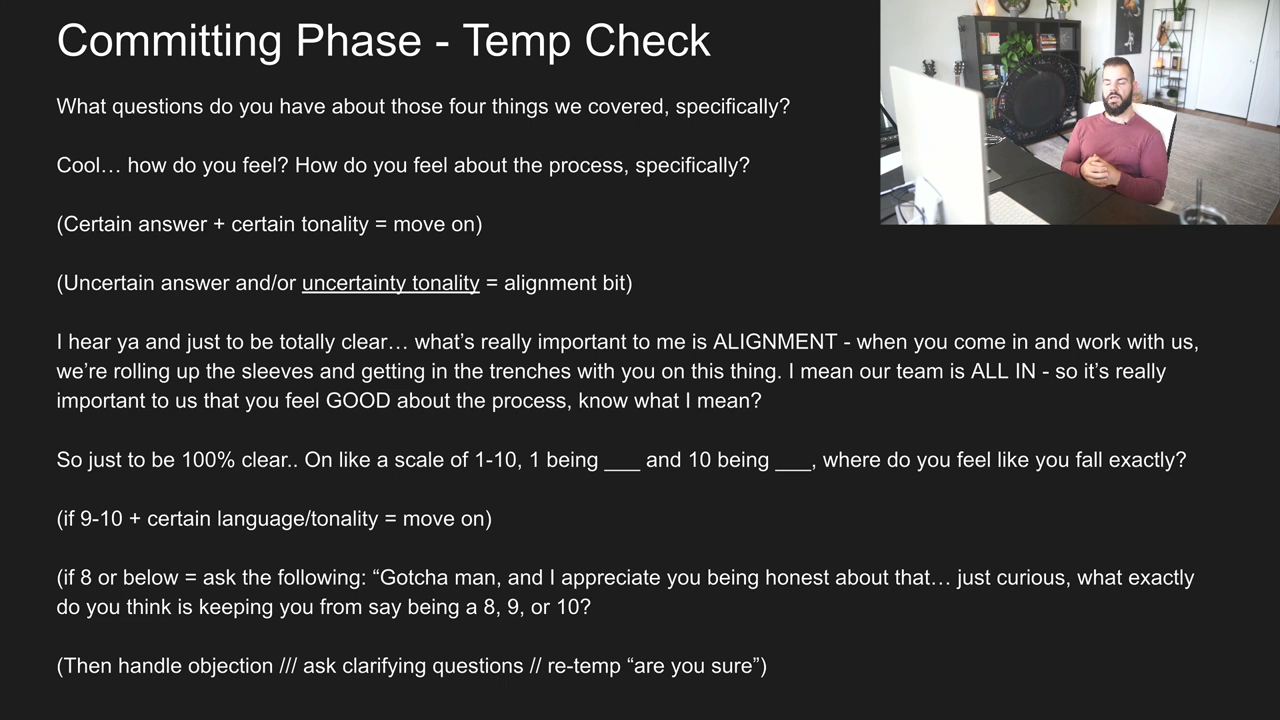 Committing Phase - Temp Check
What questions do you have about those four things we covered, specifically?
Cool… how do you feel? How do you feel about the process, specifically?
(Certain answer + certain tonality = move on)
(Uncertain answer and/or uncertainty tonality = alignment bit)
I hear ya and just to be totally clear… what’s really important to me is ALIGNMENT - when you come in and work with us,
we’re rolling up the sleeves and getting in the trenches with you on this thing. I mean our team is ALL IN - so it’s really
important to us that you feel GOOD about the process, know what I mean?
So just to be 100% clear.. On like a scale of 1-10, 1 being ___ and 10 being ___, where do you feel like you fall exactly?
(if 9-10 + certain language/tonality = move on)
(if 8 or below = ask the following: “Gotcha man, and I appreciate you being honest about that… just curious, what exactly
do you think is keeping you from say being a 8, 9, or 10?
(Then handle objection /// ask clarifying questions // re-temp “are you sure”)